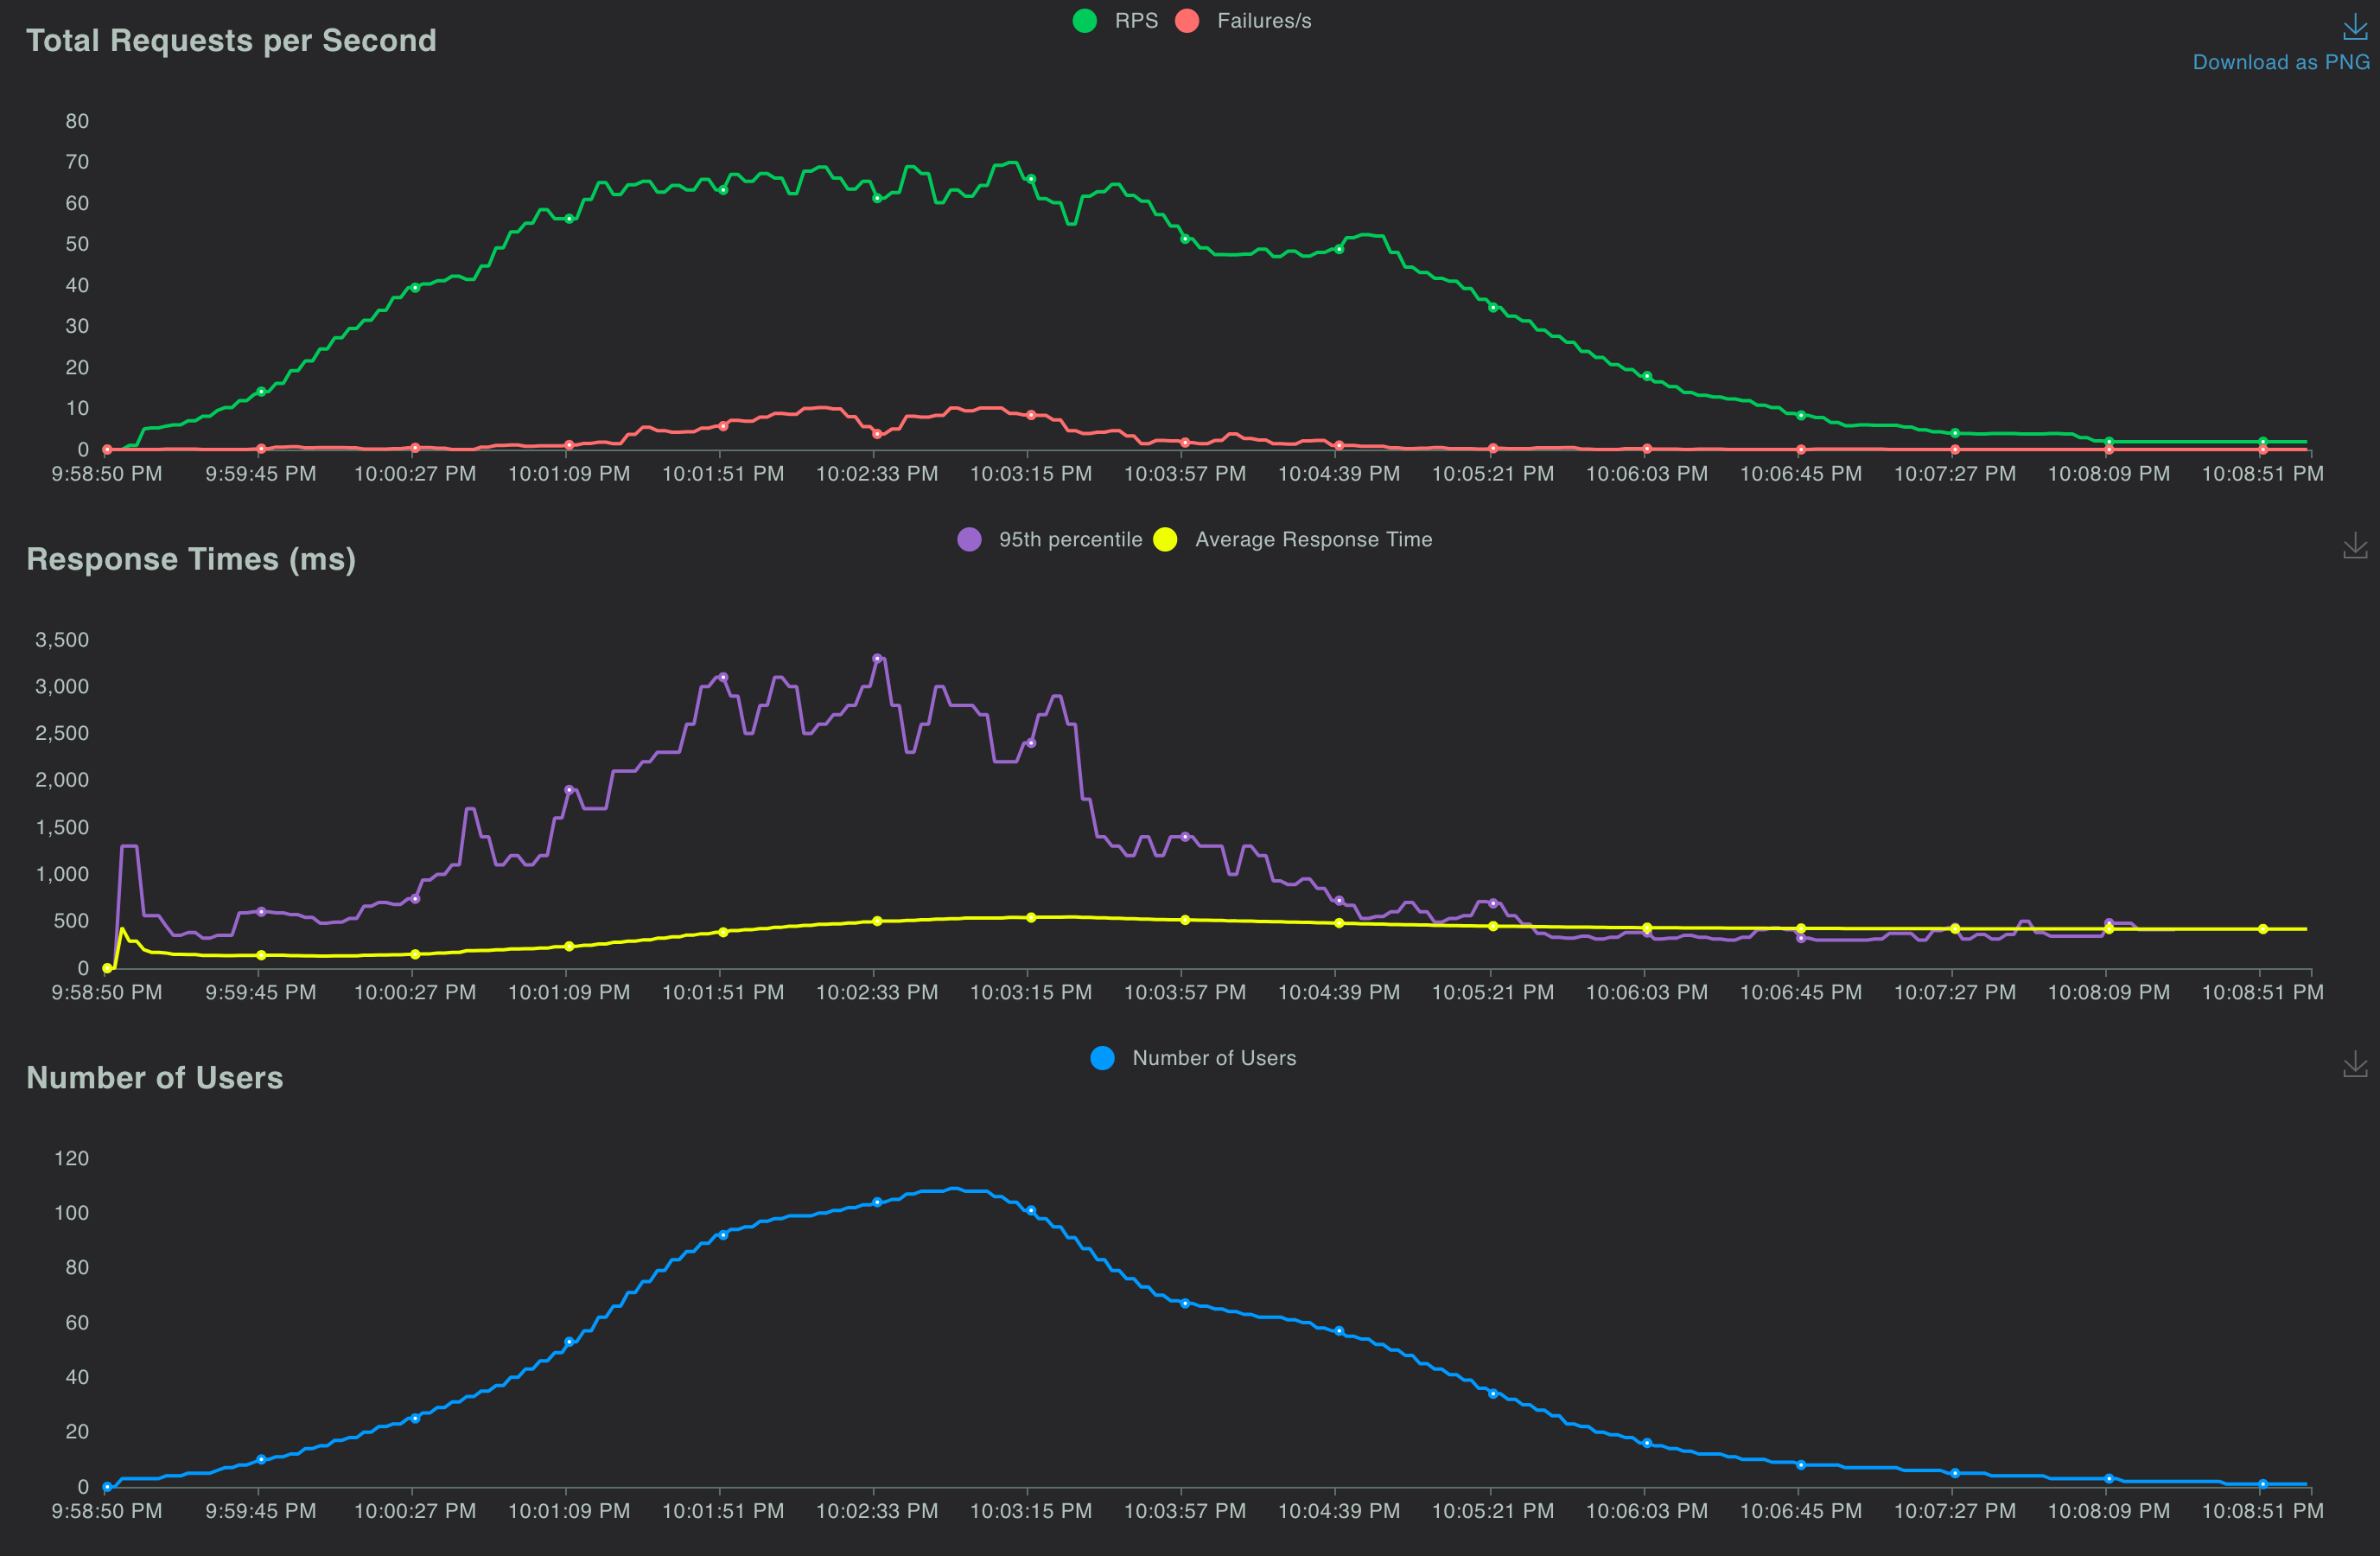 RPS Failures/s
Total Requests per Second
Download as PNG
80
70
60
50
40
30
20
10
0
9:58:50 PM 9:59:45 PM 10:00:27 PM 10:01:09 PM 10:01:51 PM 10:02:33 PM 10:03:15 PM 10:03:57 PM 10:04:39 PM 10:05:21 PM 10:06:03 PM 10:06:45 PM 10:07:27 PM 10:08:09 PM 10:08:51 PM
95th percentile Average Response Time
Response Times (ms)
3,500
3,000
2,500
2,000
1,500
1,000
500
0
9:58:50 PM 9:59:45 PM 10:00:27 PM 10:01:09 PM 10:01:51 PM 10:02:33 PM 10:03:15 PM 10:03:57 PM 10:04:39 PM 10:05:21 PM 10:06:03 PM 10:06:45 PM 10:07:27 PM 10:08:09 PM 10:08:51 PM
Number of Users
Number of Users
120
100
80
60
40
20
0
9:58:50 PM 9:59:45 PM 10:00:27 PM 10:01:09 PM 10:01:51 PM 10:02:33 PM 10:03:15 PM 10:03:57 PM 10:04:39 PM 10:05:21 PM 10:06:03 PM 10:06:45 PM 10:07:27 PM 10:08:09 PM 10:08:51 PM